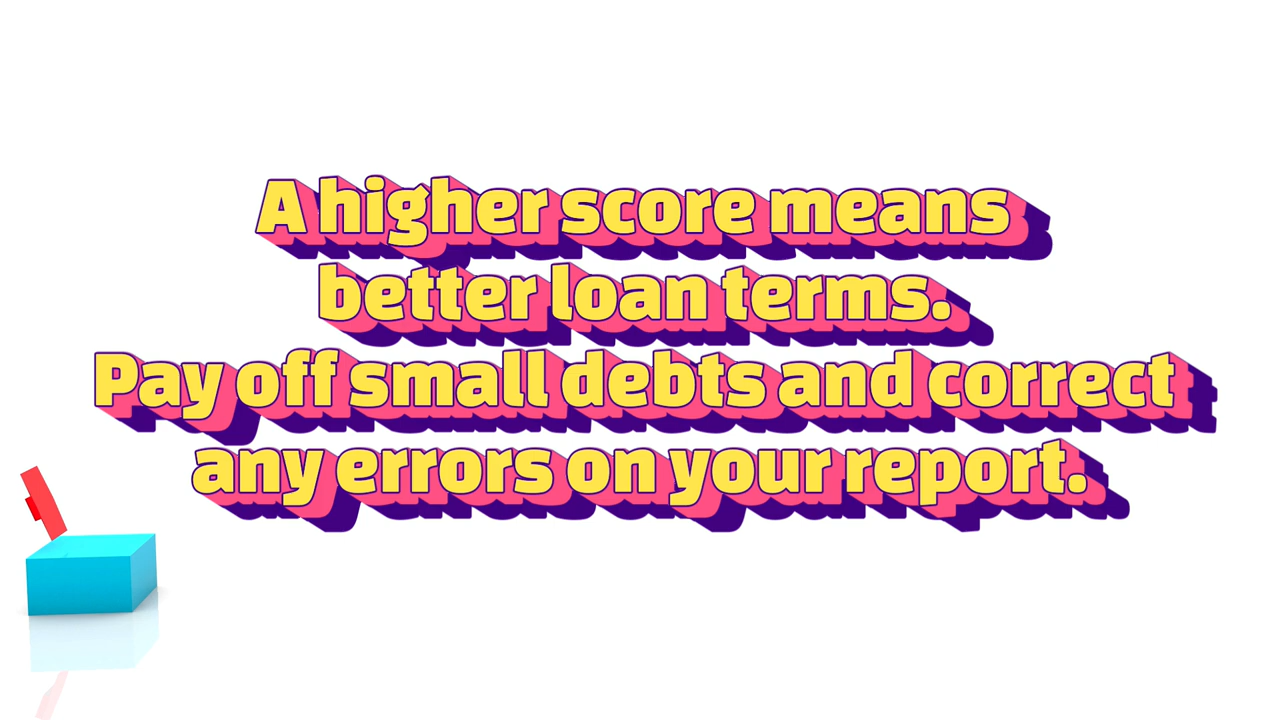 A higher score means
better loan terms.
Pay off small debts and correct
any errors on your report.